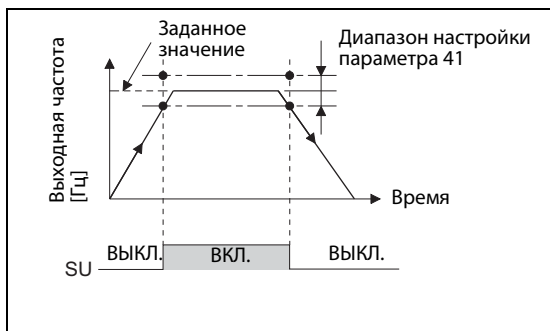 Заданное
значение
Диапазон настройки
параметра 41
Выходная частота
[Гц]
Время
ВЫКЛ.
ВКЛ.
ВЫКЛ.
SU